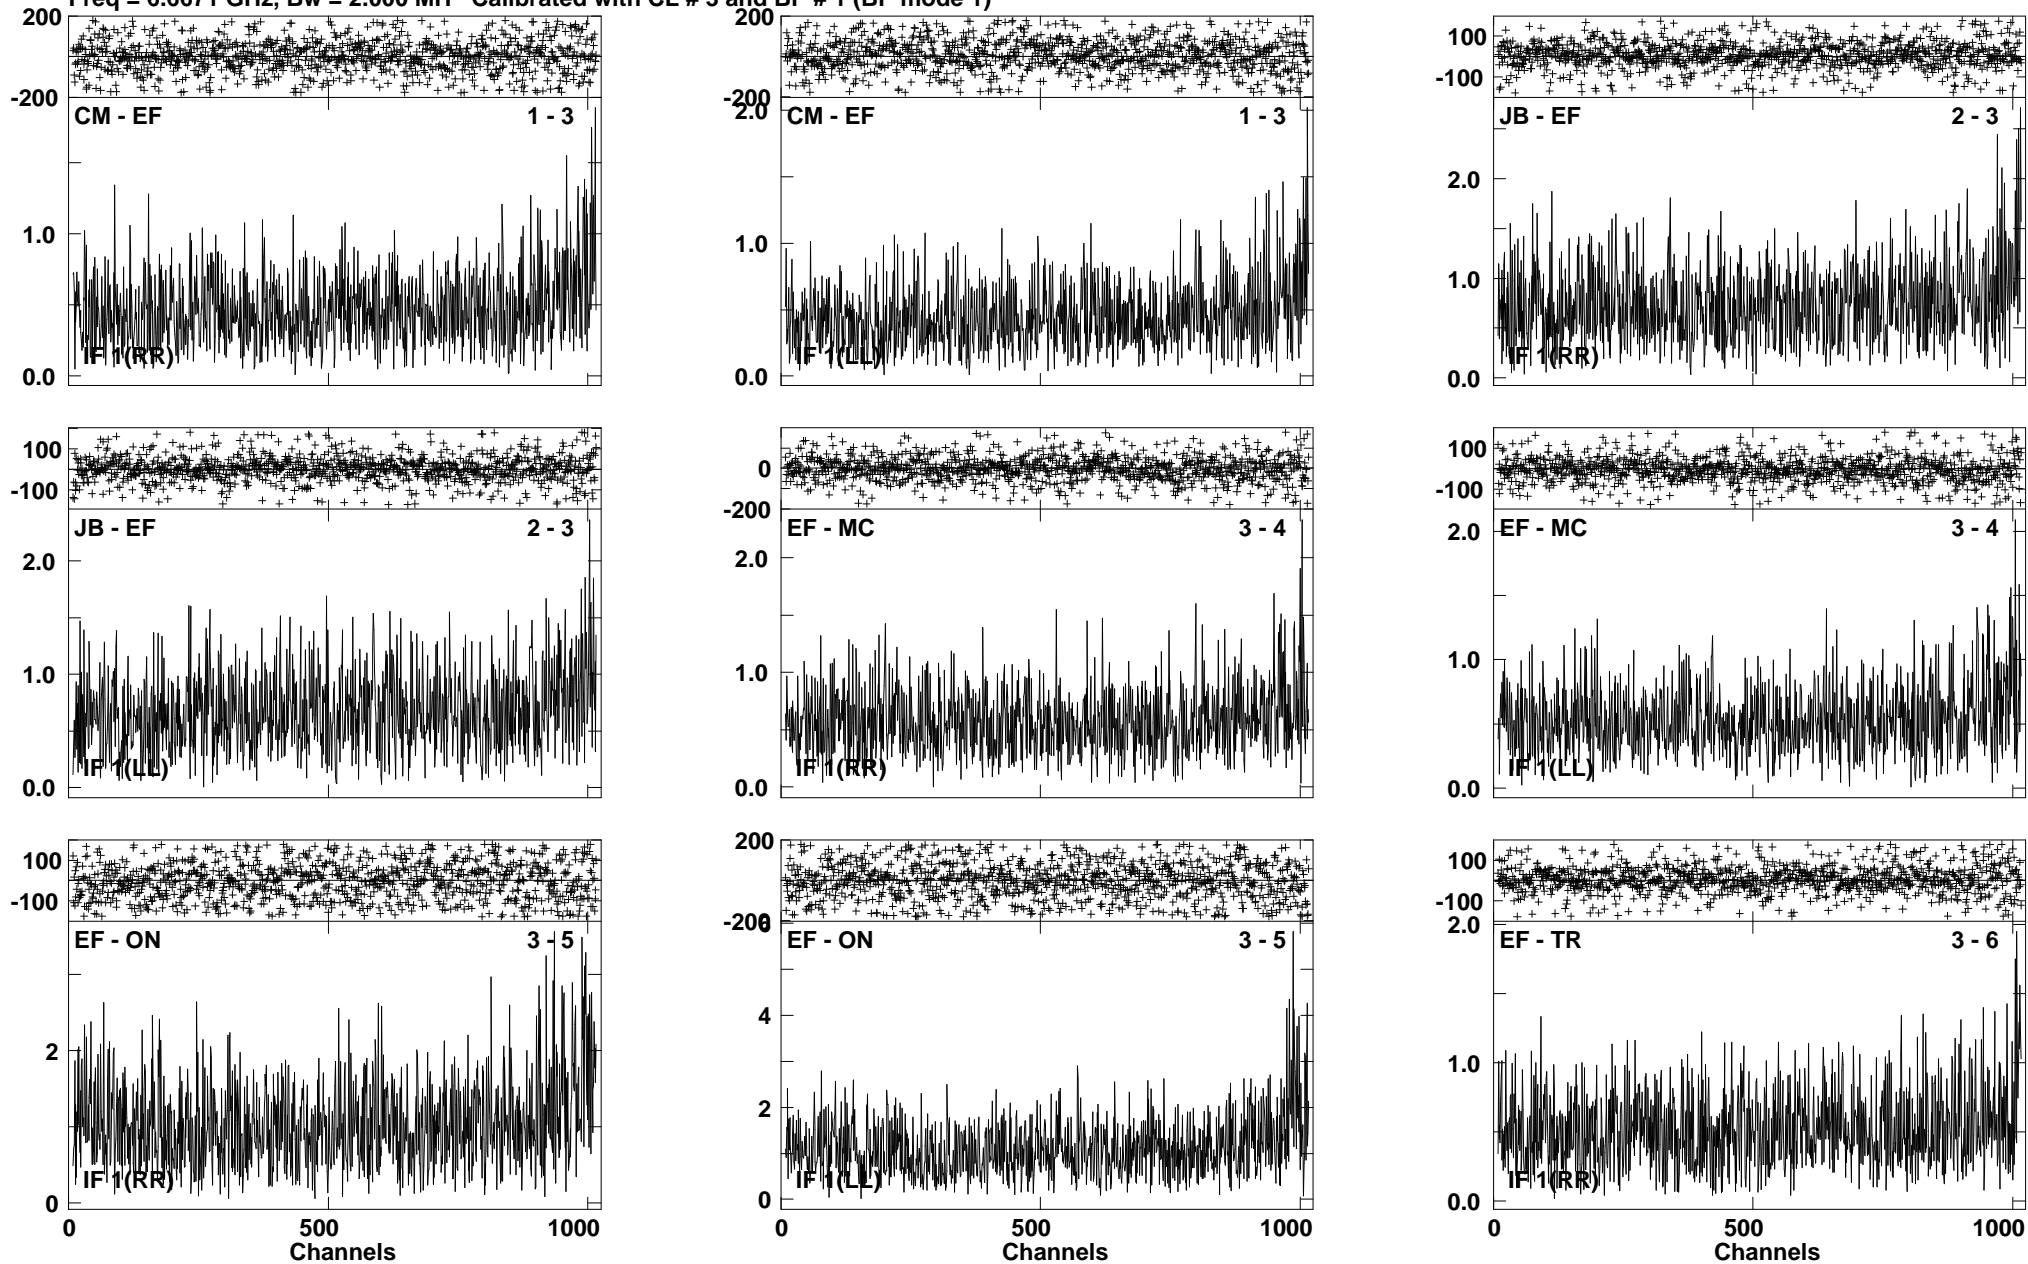 Freq = 6.6671 GHz, Bw = 2.000 MH Calibrated with CL # 3 and BP # 1 (BP mode 1)
200
-200
CM - EF 1 - 3
1.0
0.0
IF 1(RR)
200
-200
2.0
CM - EF 1 - 3
1.0
0.0
IF 1(LL)
100
-100
JB - EF 2 - 3
2.0
1.0
0.0
IF 1(RR)
100
-100
JB - EF 2 - 3
2.0
1.0
0.0
IF 1(LL)
0
-200
EF - MC 3 - 4
2.0
1.0
0.0
IF 1(RR)
100
-100
EF - MC 3 - 4
2.0
1.0
0.0
IF 1(LL)
100
-100
EF - ON 3 - 5
2
0
IF 1(RR)
0 500 1000
Channels
200
-200
6
EF - ON 3 - 5
4
2
0
IF 1(LL)
0 500 1000
Channels
100
-100
2.0
EF - TR 3 - 6
1.0
0.0
IF 1(RR)
0 500 1000
Channels